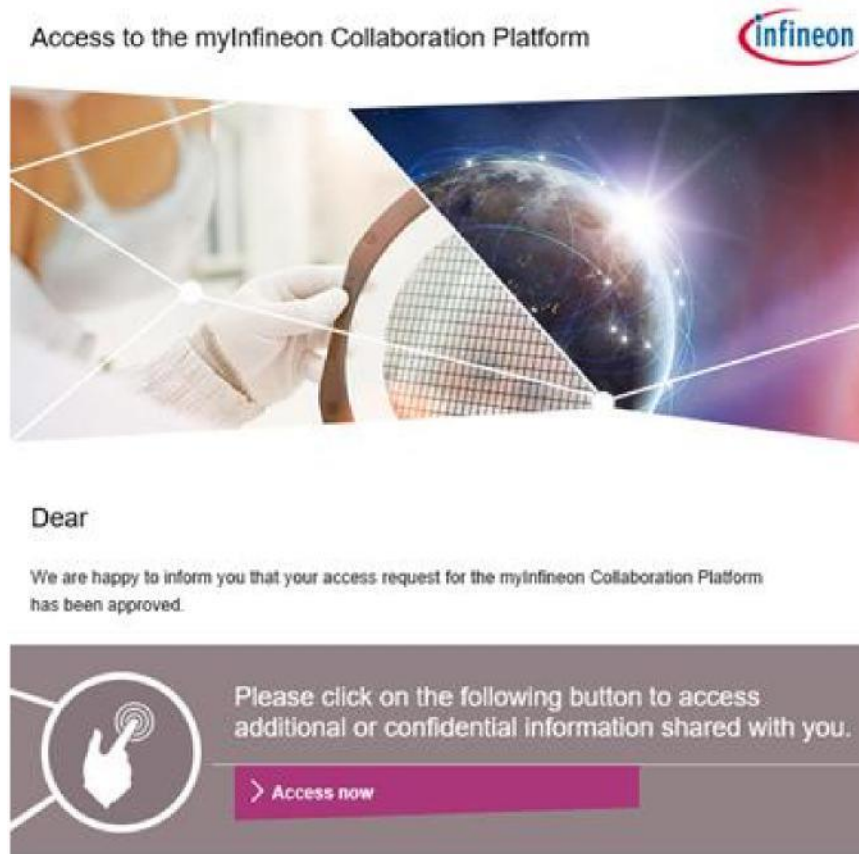 Access to the myInfineon Collaboration Platform
infineon
Dear
We are happy to inform you that your access request for the myInfineon Collaboration Platform
has been approved.
Please click on the following button to access
additional or confidential information shared with you.
Access now